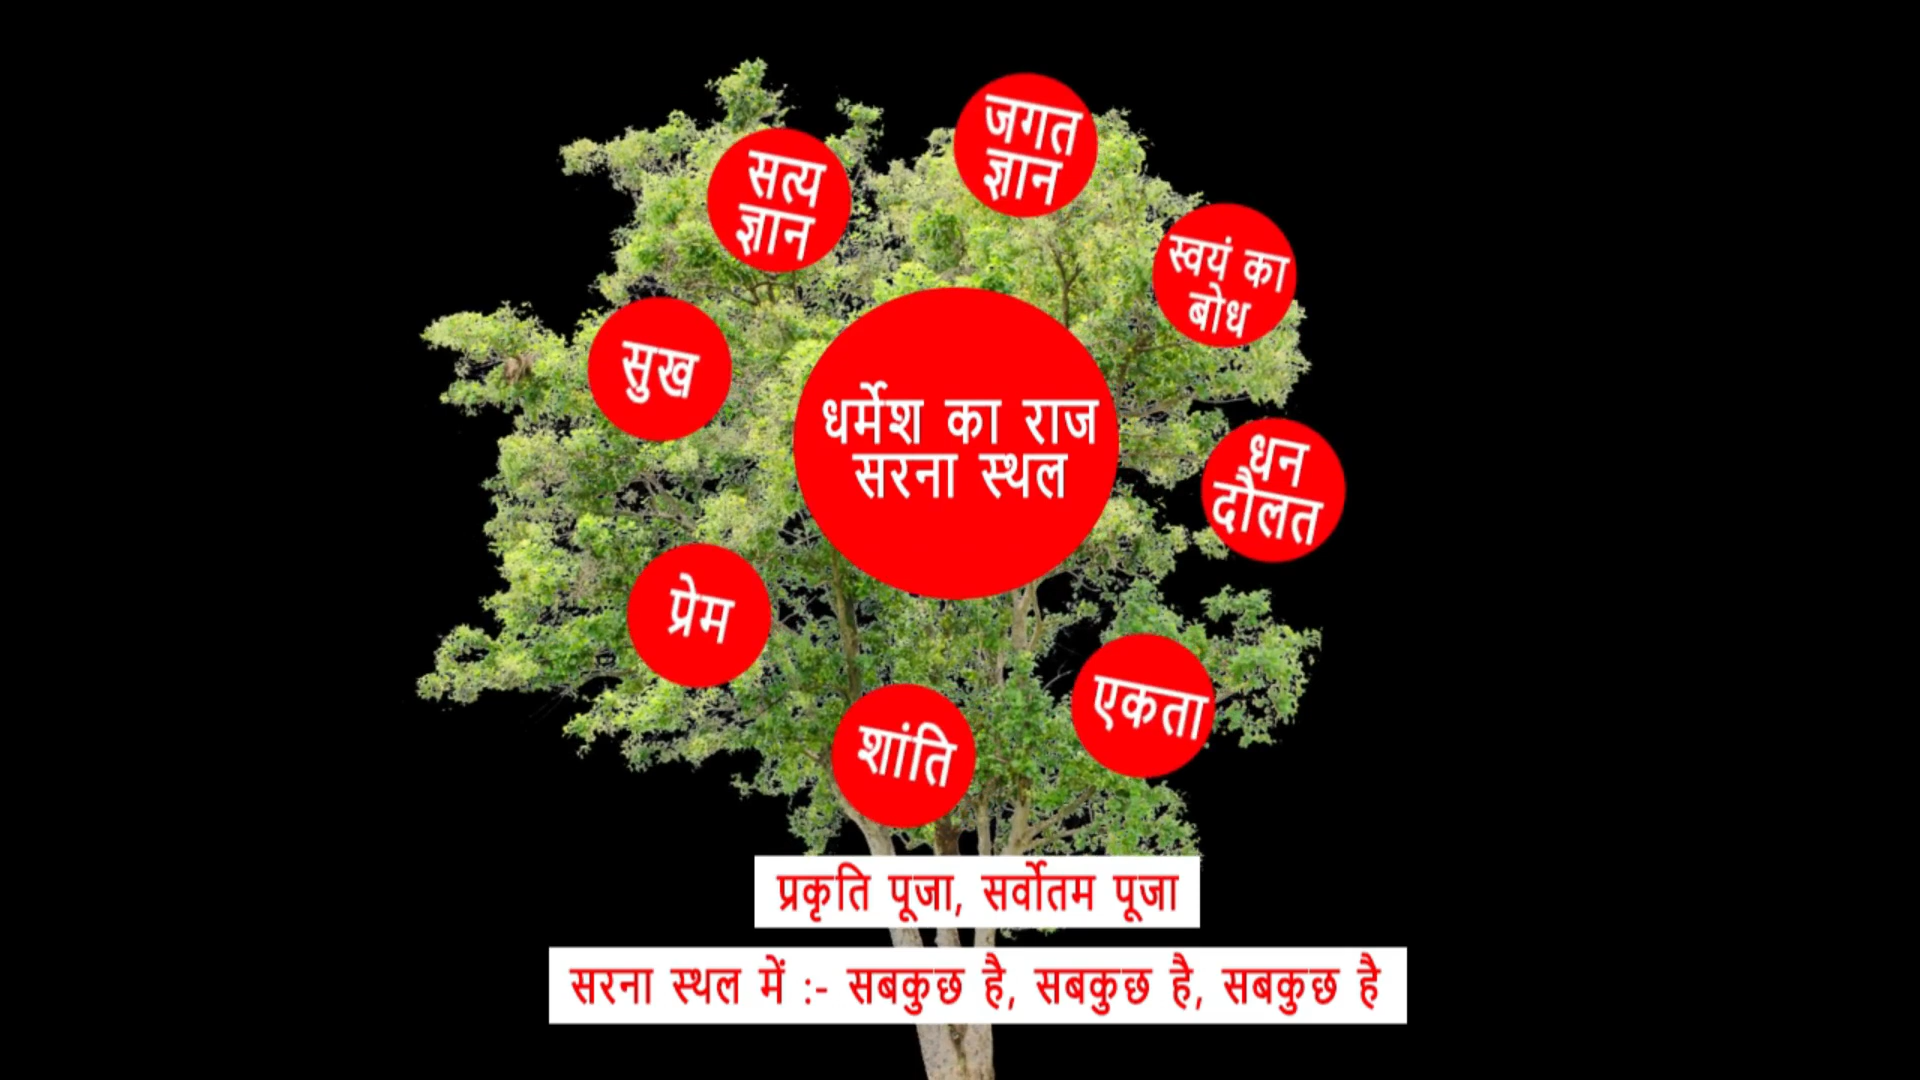 जगत
ज्ञान
सत्य
ज्ञान
स्वयं का
बोध
सुख
धर्मेश का राज
सरना स्थल
धन
दौलत
प्रेम
एकता
शांति
प्रकृति पूजा, सर्वोतम पूजा
सरना स्थल में :- सबकुछ है, सबकुछ है, सबकुछ है